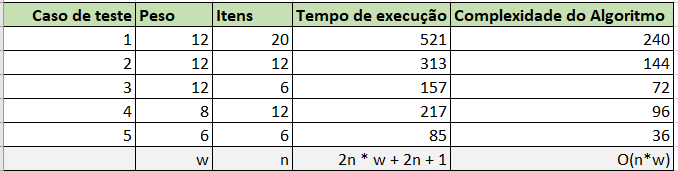 Caso de teste Peso Itens Tempo de execução Complexidade do Algoritmo
1 12 20 521 240
2 12 12 313 144
3 12 6 157 72
4 8 12 217 96
5 6 6 85 36
w n 2n * w + 2n + 1 O(n*w)